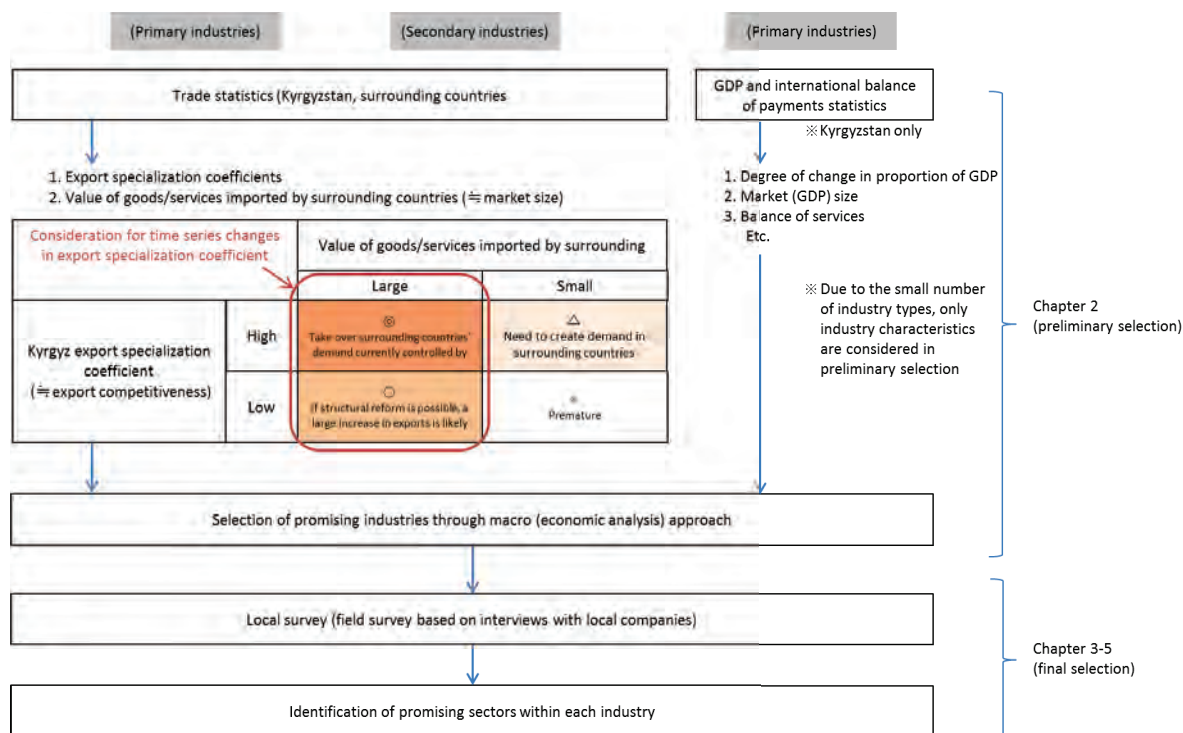 (Primary industries)
(Secondary industries)
(Primary industries)
Trade statistics (Kyrgyzstan, surrounding countries
GDP and international balance
of payments statistics
※Kyrgyzstan only
1. Export specialization coefficients
2. Value of goods/services imported by surrounding countries (≒ market size)
1. Degree of change in proportion of GDP
2. Market (GDP) size
3. Balance of services
Etc.
※ Due to the small number
of industry types, only
industry characteristics
are considered in
preliminary selection
Consideration for time series changes
in export specialization coefficient
Value of goods/services imported by surrounding
Large
Small
Kyrgyz export specialization
coefficient
(≒ export competitiveness)
High
◎
Take over surrounding countries'
demand currently controlled by
△
Need to create demand in
surrounding countries
Low
○
If structural reform is possible, a
large increase in exports is likely
Premature
Chapter 2
(preliminary selection)
Selection of promising industries through macro (economic analysis) approach
Local survey (field survey based on interviews with local companies)
Identification of promising sectors within each industry
Chapter 3-5
(final selection)